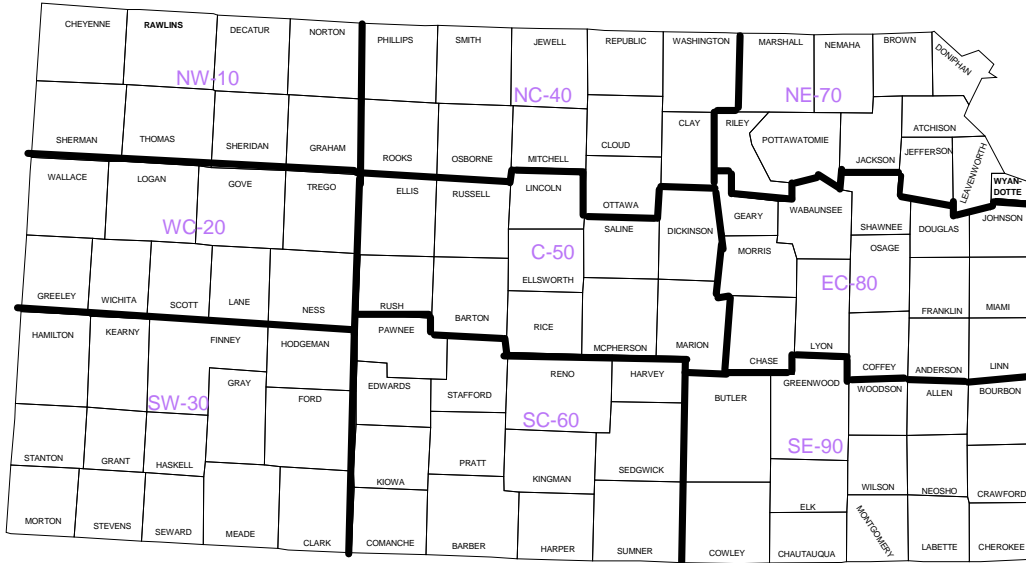 CHEYENNE
RAWLINS
DECATUR
NORTON
PHILLIPS
SMITH
JEWELL
REPUBLIC
WASHINGTON
MARSHALL
NEMAHA
BROWN
DONIPHAN
NW-10
NC-40
NE-70
SHERMAN
THOMAS
SHERIDAN
GRAHAM
ROOKS
OSBORNE
MITCHELL
CLOUD
CLAY
RILEY
POTTAWATOMIE
JACKSON
ATCHISON
JEFFERSON
LEAVENWORTH
WYAN-
DOTTE
WALLACE
LOGAN
GOVE
TREGO
ELLIS
RUSSELL
LINCOLN
OTTAWA
SALINE
DICKINSON
GEARY
WABAUNSEE
SHAWNEE
DOUGLAS
JOHNSON
WC-20
C-50
EC-80
MORRIS
OSAGE
ELLSWORTH
GREELEY
WICHITA
SCOTT
LANE
NESS
RUSH
BARTON
RICE
MCPHERSON
MARION
CHASE
LYON
COFFEY
FRANKLIN
MIAMI
ANDERSON
LINN
HAMILTON
KEARNY
FINNEY
HODGEMAN
PAWNEE
EDWARDS
STAFFORD
RENO
HARVEY
BUTLER
GREENWOOD
WOODSON
ALLEN
BOURBON
GRAY
FORD
SW-30
SC-60
SE-90
STANTON
GRANT
HASKELL
KIOWA
PRATT
KINGMAN
SEDGWICK
ELK
WILSON
NEOSHO
CRAWFORD
MORTON
STEVENS
SEWARD
MEADE
CLARK
COMANCHE
BARBER
HARPER
SUMNER
COWLEY
CHAUTAUQUA
MONTGOMERY
LABETTE
CHEROKEE